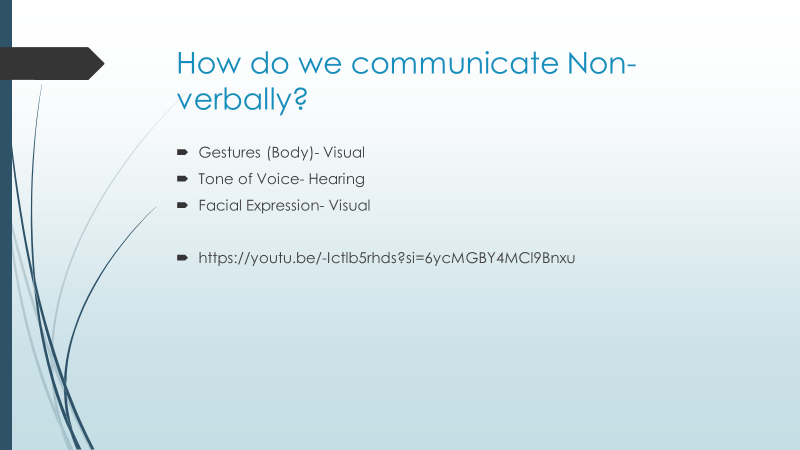 How do we communicate Non-
verbally?
Gestures (Body)- Visual
Tone of Voice- Hearing
Facial Expression- Visual
https://youtu.be/-Ictlb5rhds?si=6ycMGBY4MCl9Bnxu